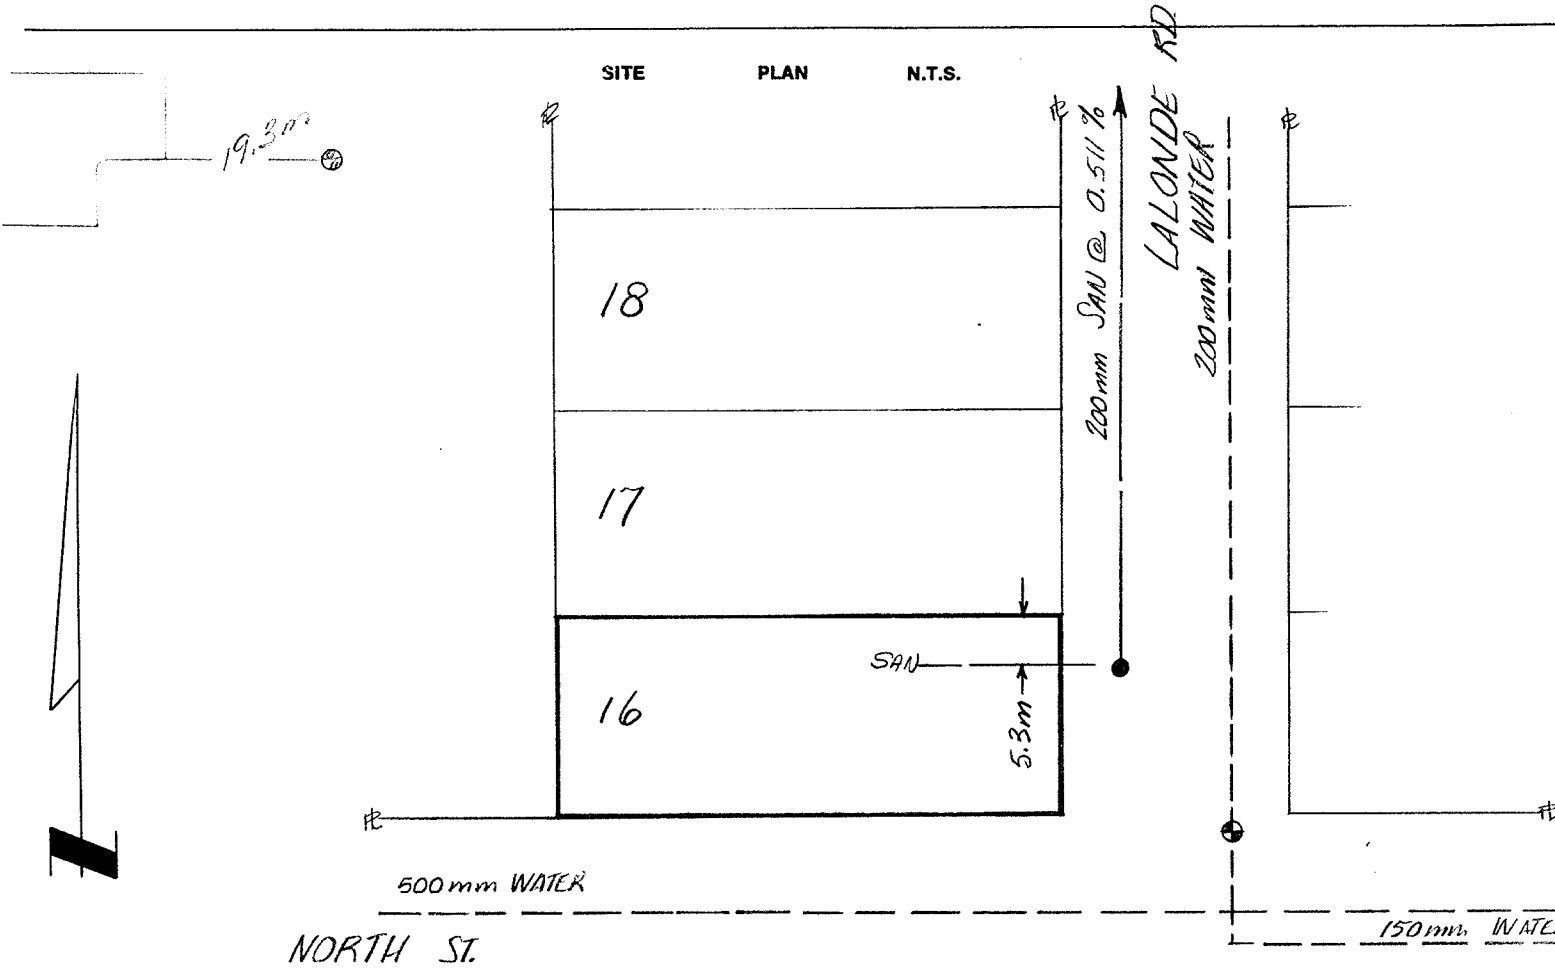 SITE PLAN N.T.S.
19.3m
LALONDE RD.
200mm WATER
200mm SAN @ 0.511%
18
17
16
SAN
5.3m
500mm WATER
150mm
NORTH ST.
N